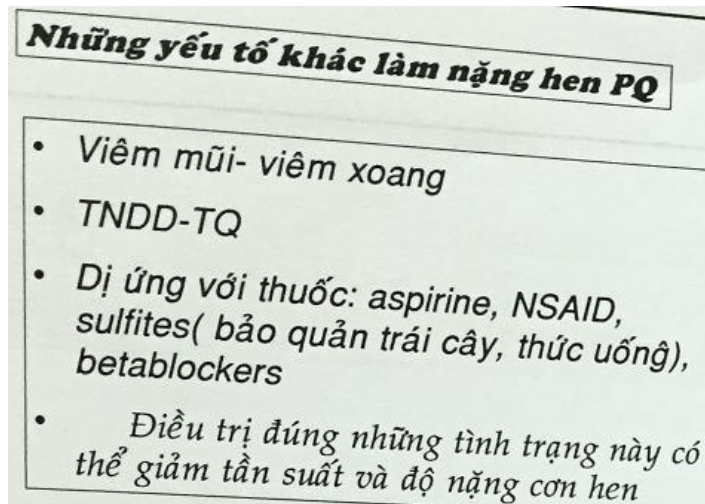 Những yếu tố khác làm nặng hen PQ
• Viêm mũi- viêm xoang
• TNDD-TQ
• Dị ứng với thuốc: aspirine, NSAID,
sulfites( bảo quản trái cây, thức uống),
betablockers
• Điều trị đúng những tình trạng này có
thể giảm tần suất và độ nặng cơn hen